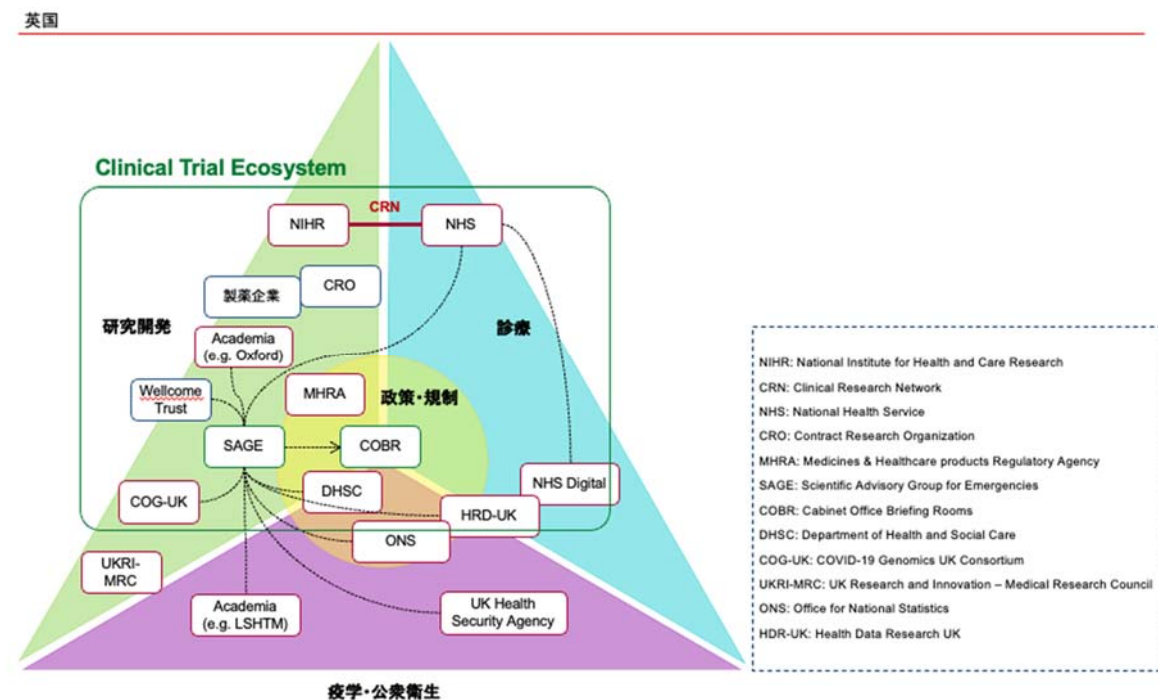 英国
Clinical Trial Ecosystem
CRN
NIHR
NHS
製薬企業
CRO
研究開発
診療
Academia
(e.g. Oxford)
Wellcome
Trust
MHRA
政策・規制
SAGE
COBR
COG-UK
DHSC
NHS Digital
HRD-UK
ONS
UKRI-
MRC
Academia
(e.g. LSHTM)
UK Health
Security Agency
疫学・公衆衛生
NIHR: National Institute for Health and Care Research
CRN: Clinical Research Network
NHS: National Health Service
CRO: Contract Research Organization
MHRA: Medicines & Healthcare products Regulatory Agency
SAGE: Scientific Advisory Group for Emergencies
COBR: Cabinet Office Briefing Rooms
DHSC: Department of Health and Social Care
COG-UK: COVID-19 Genomics UK Consortium
UKRI-MRC: UK Research and Innovation – Medical Research Council
ONS: Office for National Statistics
HDR-UK: Health Data Research UK